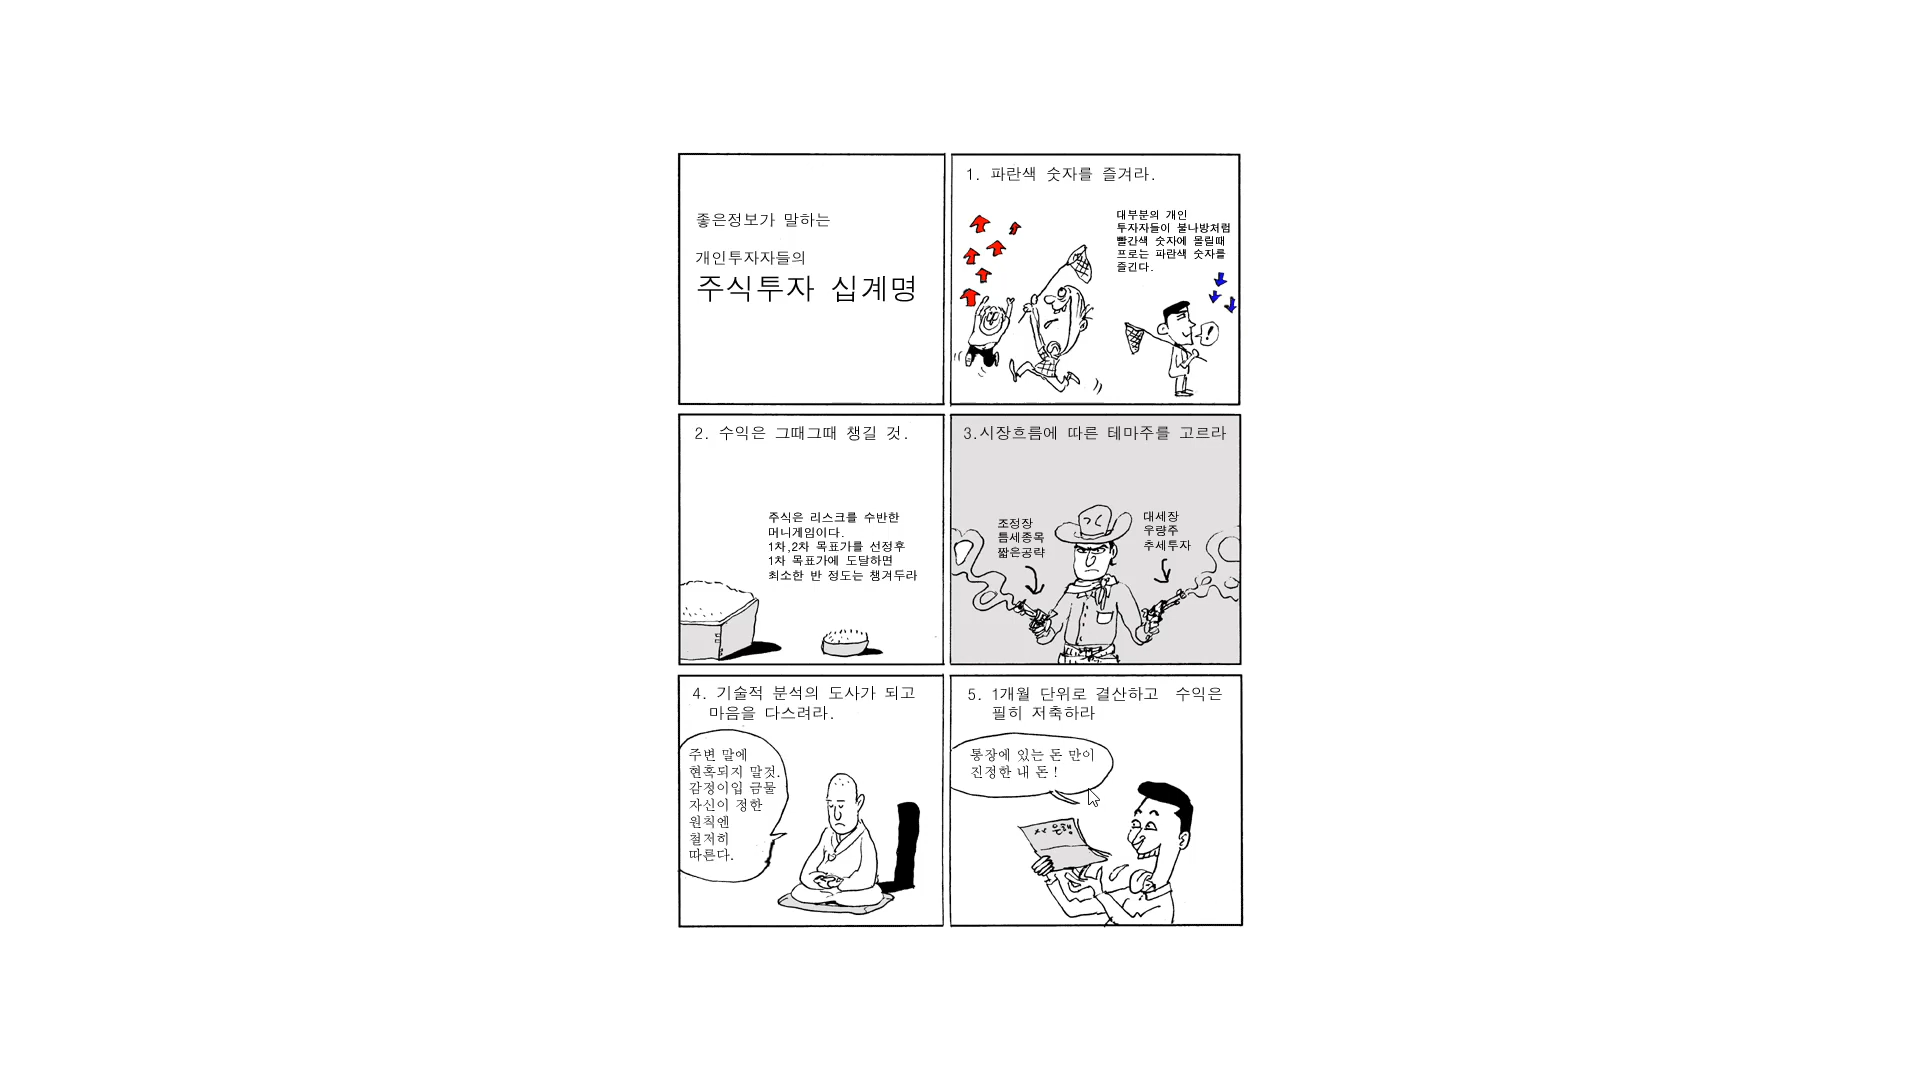 좋은정보가 말하는
개인투자자들의
주식투자 십계명
1. 파란색 숫자를 즐겨라.
대부분의 개인
투자자들이 불나방처럼
빨간색 숫자에 몰릴때
프로는 파란색 숫자를
즐긴다.
!
2. 수익은 그때그때 챙길 것.
주식은 리스크를 수반한
머니게임이다.
1차,2차 목표가를 선정후
1차 목표가에 도달하면
최소한 반 정도는 챙겨두라
3.시장흐름에 따른 테마주를 고르라
조정장
틈세종목
짧은공략
대세장
우량주
추세투자
4. 기술적 분석의 도사가 되고
마음을 다스려라.
주변 말에
현혹되지 말것.
감정이입 금물
자신이 정한
원칙엔
철저히
따른다.
5. 1개월 단위로 결산하고 수익은
필히 저축하라
통장에 있는 돈 만이
진정한 내 돈 !
은행